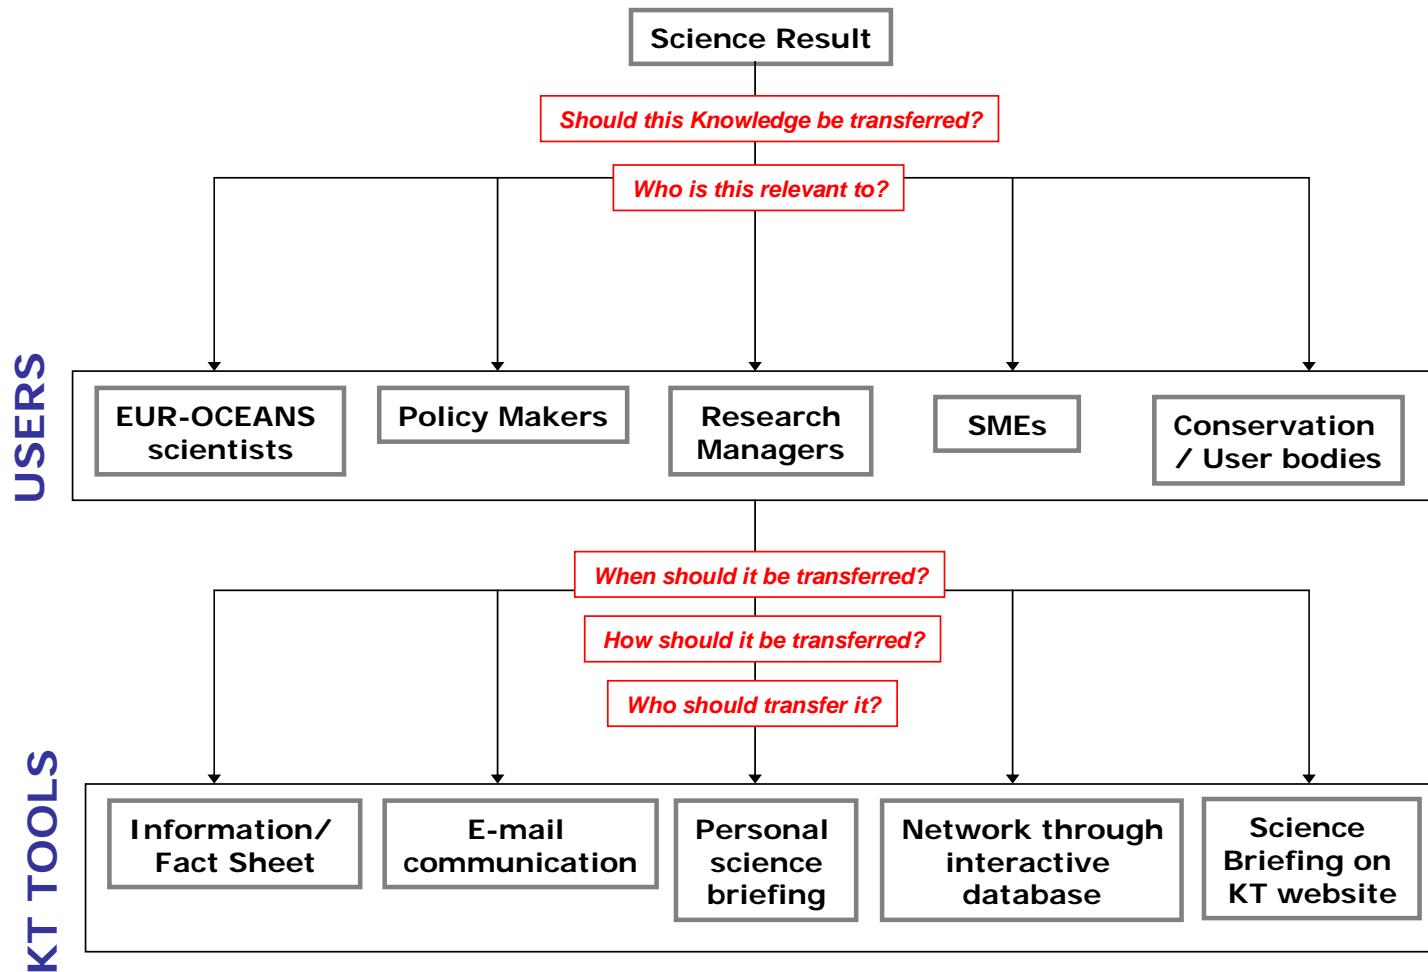 Science Result
Should this Knowledge be transferred?
Who is this relevant to?
USERS
EUR-OCEANS
scientists
Policy Makers
Research
Managers
SMEs
Conservation
/ User bodies
When should it be transferred?
How should it be transferred?
Who should transfer it?
KT TOOLS
Information/
Fact Sheet
E-mail
communication
Personal
science
briefing
Network through
interactive
database
Science
Briefing on
KT website